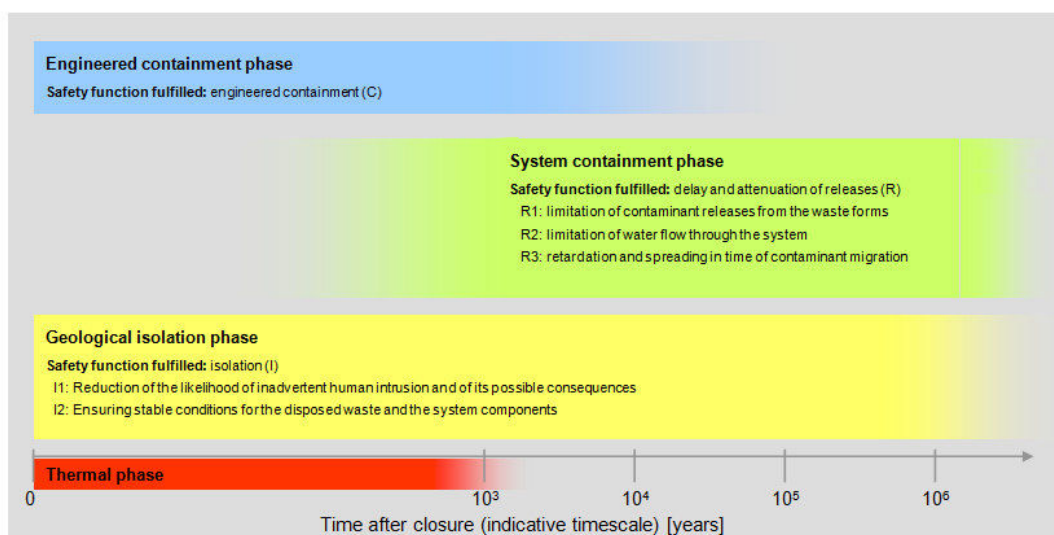 Engineered containment phase
Safety function fulfilled: engineered containment (C)
System containment phase
Safety function fulfilled: delay and attenuation of releases (R)
R1: limitation of contaminant releases from the waste forms
R2: limitation of water flow through the system
R3: retardation and spreading in time of contaminant migration
Geological isolation phase
Safety function fulfilled: isolation (I)
I1: Reduction of the likelihood of inadvertent human intrusion and of its possible consequences
I2: Ensuring stable conditions for the disposed waste and the system components
Thermal phase
0 10³ 10⁴ 10⁵ 10⁶
Time after closure (indicative timescale) [years]